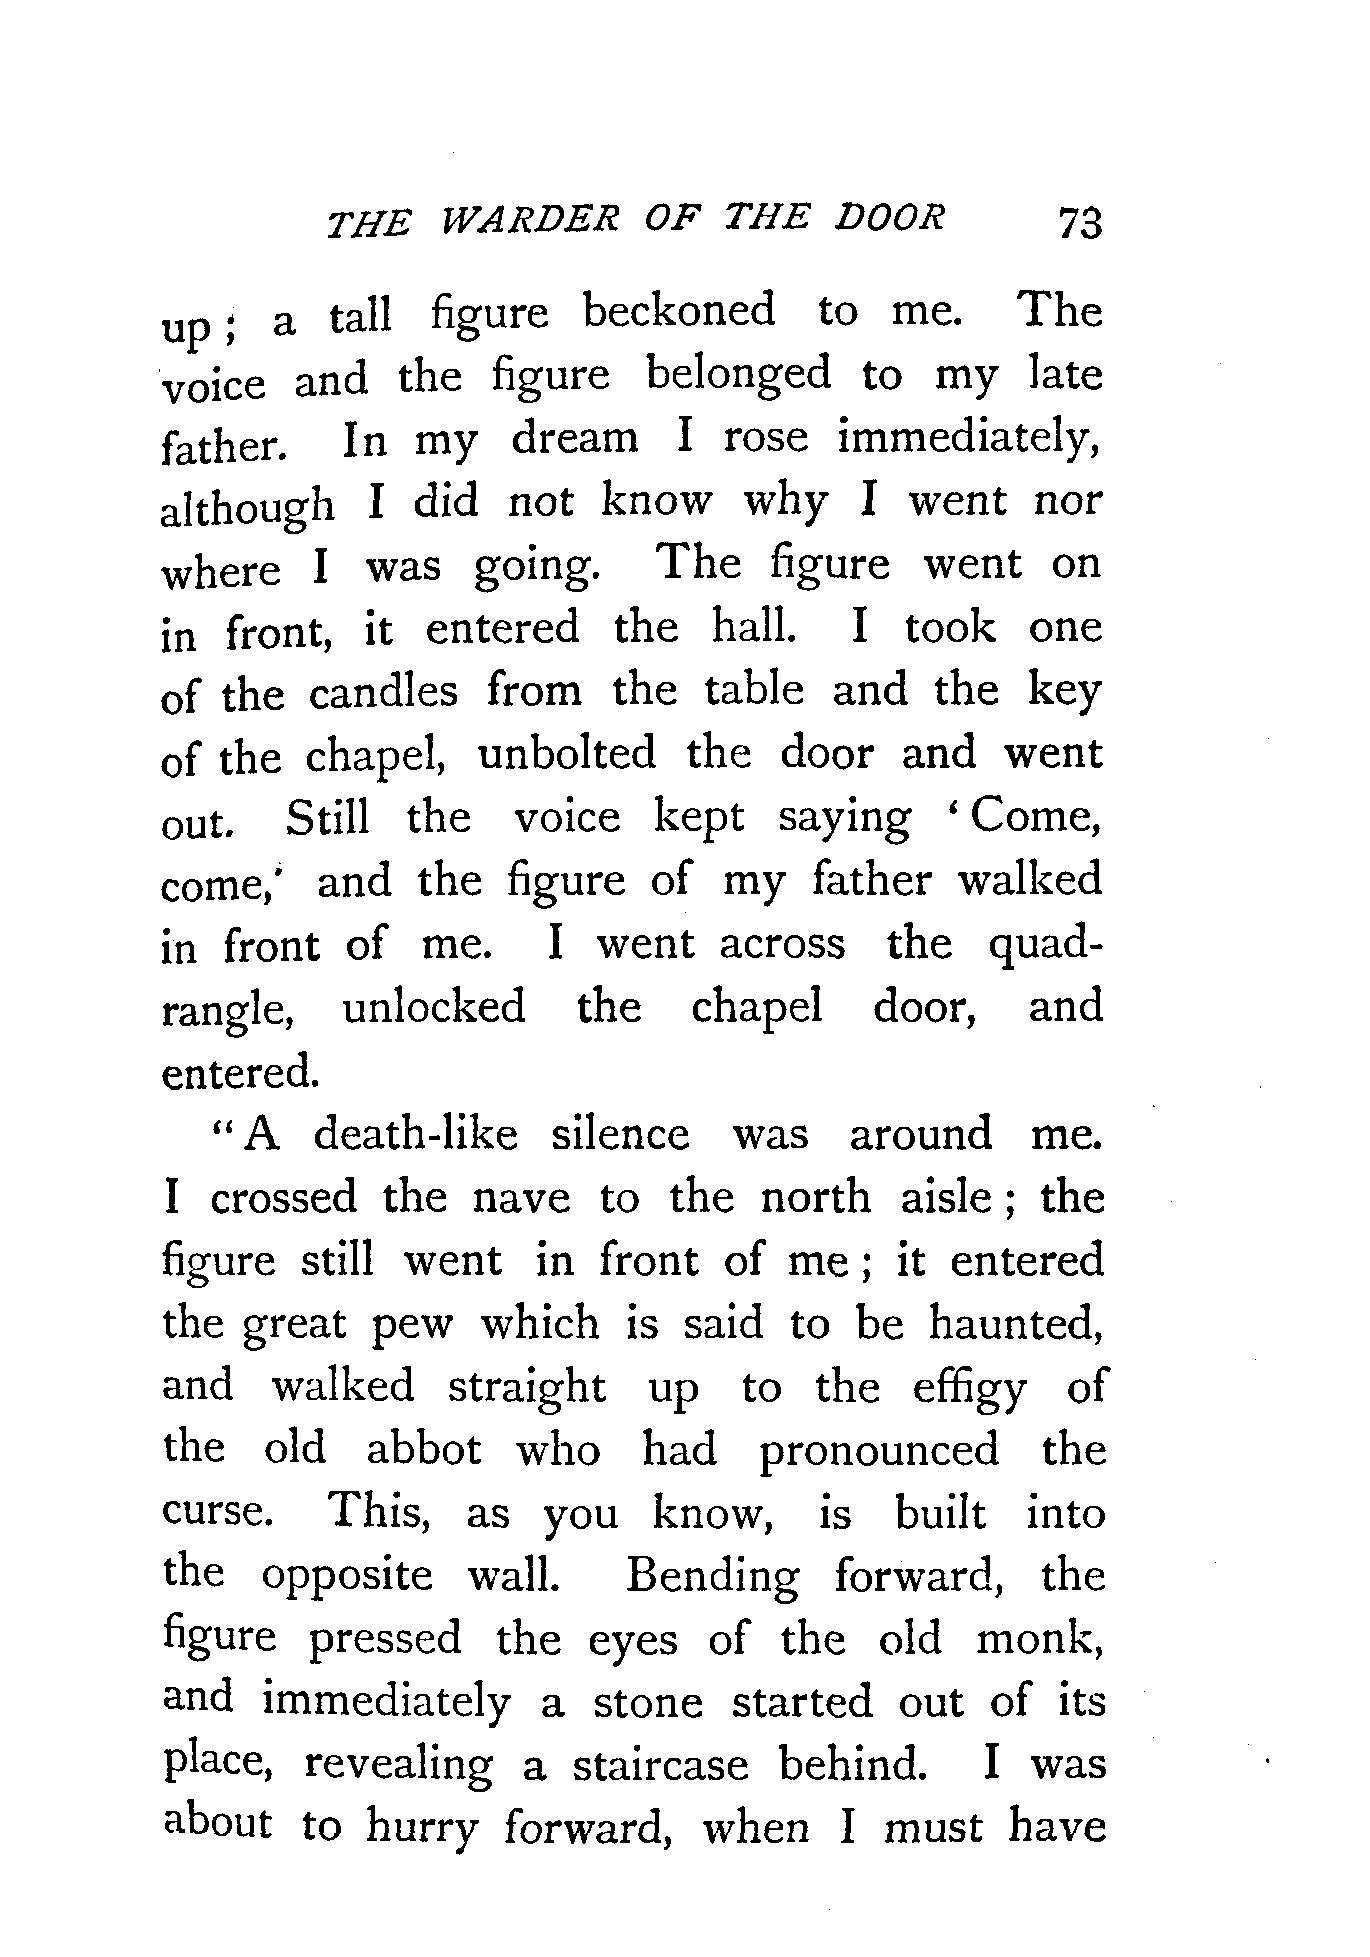 THE WARDER OF THE DOOR 73
up; a tall figure beckoned to me. The
voice and the figure belonged to my late
father. In my dream I rose immediately,
although I did not know why I went nor
where I was going. The figure went on
in front, it entered the hall. I took one
of the candles from the table and the key
of the chapel, unbolted the door and went
out. Still the voice kept saying ‘Come,
come,’ and the figure of my father walked
in front of me. I went across the quad-
rangle, unlocked the chapel door, and
entered.
“A death-like silence was around me.
I crossed the nave to the north aisle; the
figure still went in front of me; it entered
the great pew which is said to be haunted,
and walked straight up to the effigy of
the old abbot who had pronounced the
curse. This, as you know, is built into
the opposite wall. Bending forward, the
figure pressed the eyes of the old monk,
and immediately a stone started out of its
place, revealing a staircase behind. I was
about to hurry forward, when I must have